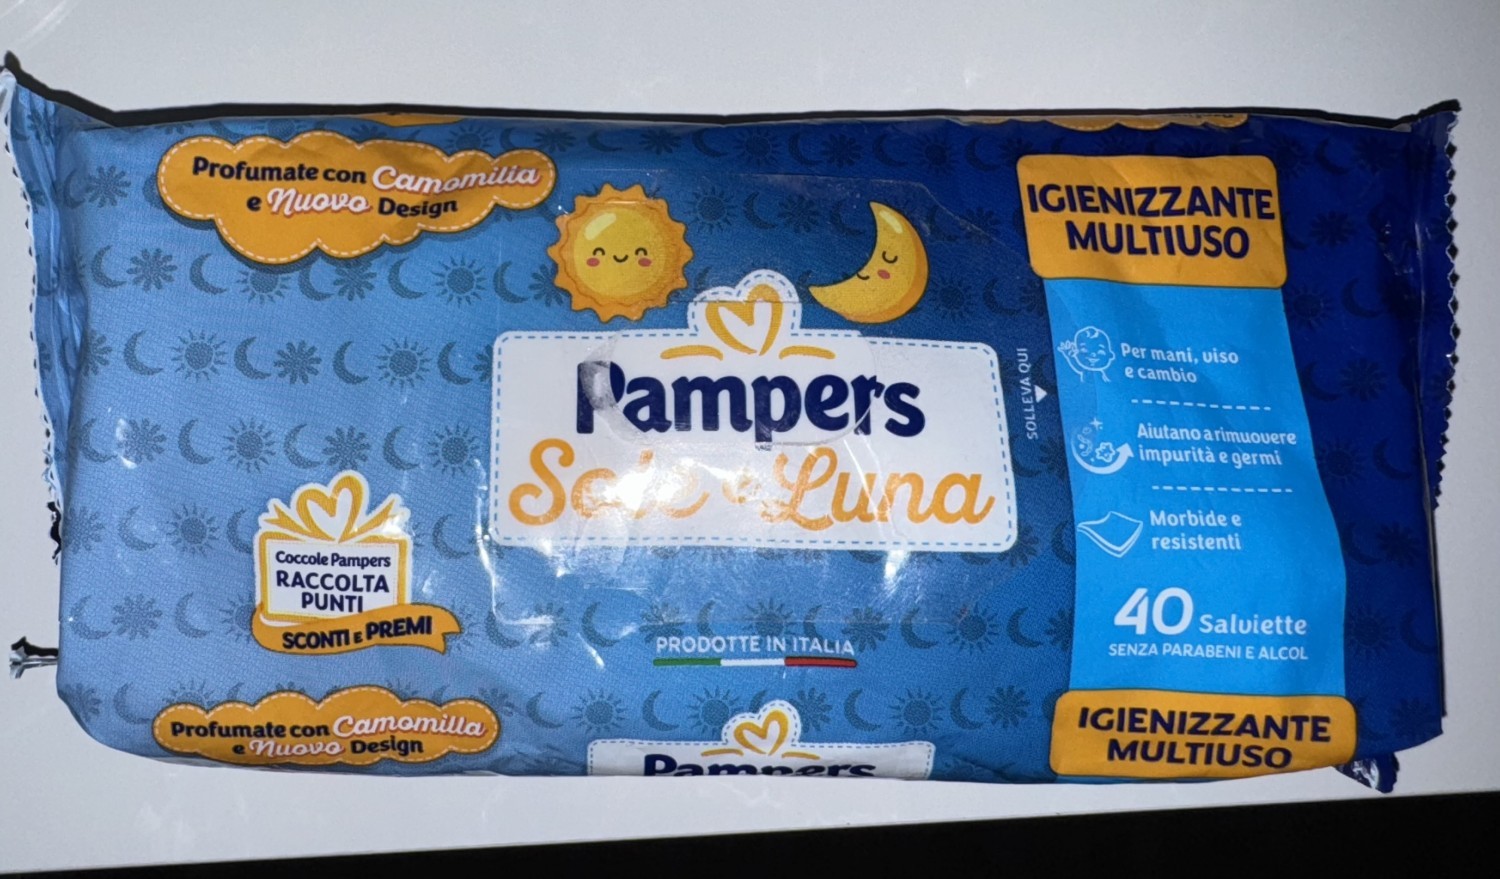 Profumate con Camomilla
e Nuovo Design
IGIENIZZANTE
MULTIUSO
Pampers
Sole e Luna
SOLLEVA QUI
Per mani, viso
e cambio
Aiutano a rimuovere
impurità e germi
Morbide e
resistenti
40 Salviette
SENZA PARABENI E ALCOL
Coccole Pampers
RACCOLTA
PUNTI
SCONTI E PREMI
PRODOTTE IN ITALIA
Profumate con Camomilla
e Nuovo Design
Pampers
IGIENIZZANTE
MULTIUSO